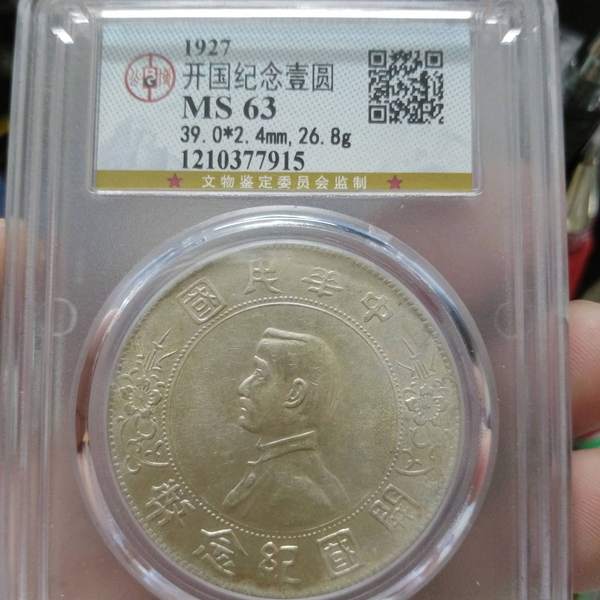 1927
开国纪念壹圆
MS 63
39.0*2.4mm, 26.8g
1210377915
★ 文物鉴定委员会监制 ★
中華民國
開國紀念幣